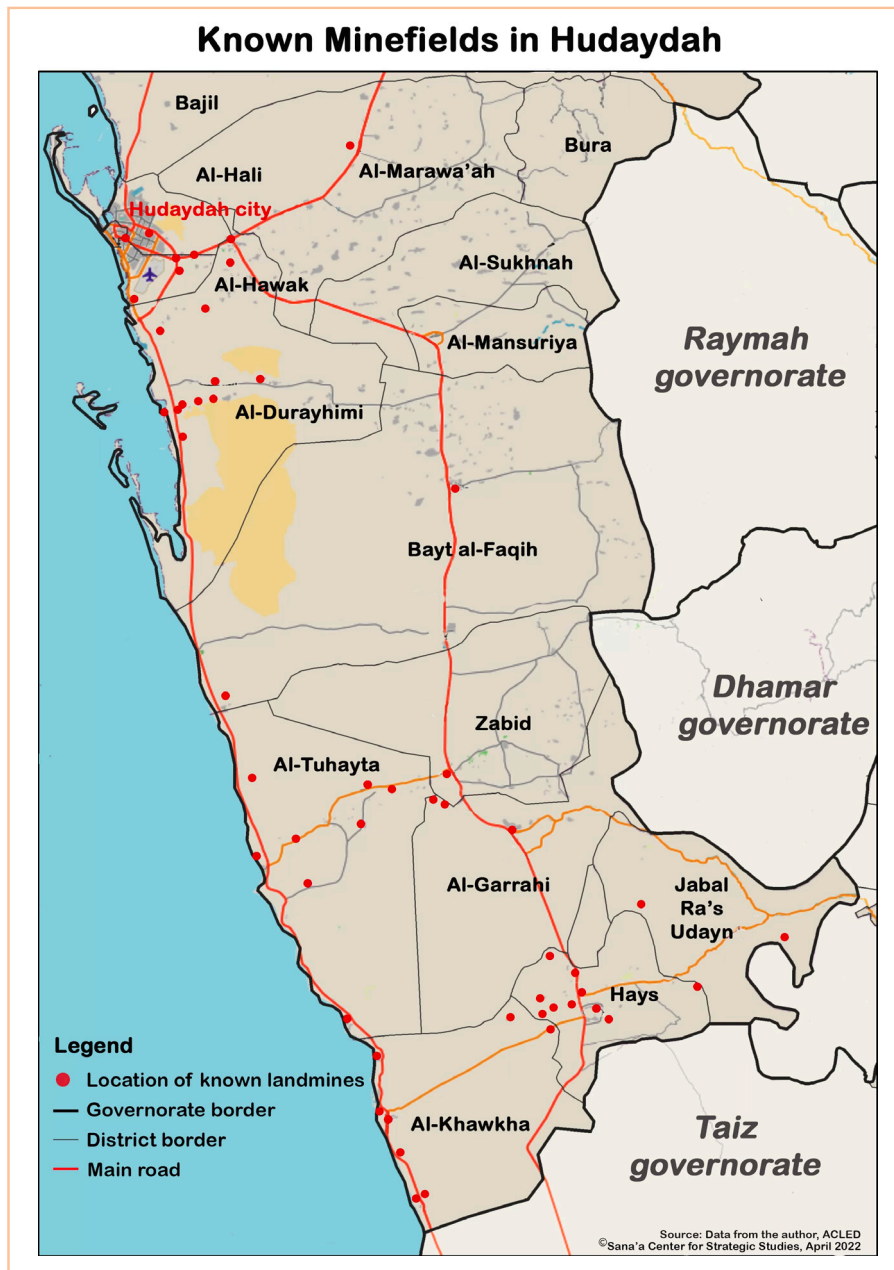 Known Minefields in Hudaydah
Bajil
Bura
Al-Hali
Al-Marawa’ah
Hudaydah city
Al-Sukhnah
Al-Hawak
Al-Mansuriya
Raymah
governorate
Al-Durayhimi
Bayt al-Faqih
Dhamar
governorate
Zabid
Al-Tuhayta
Al-Garrahi
Jabal
Ra’s
Udayn
Hays
Legend
Location of known landmines
Governorate border
District border
Main road
Al-Khawkha
Taiz
governorate
Source: Data from the author, ACLED
©Sana’a Center for Strategic Studies, April 2022